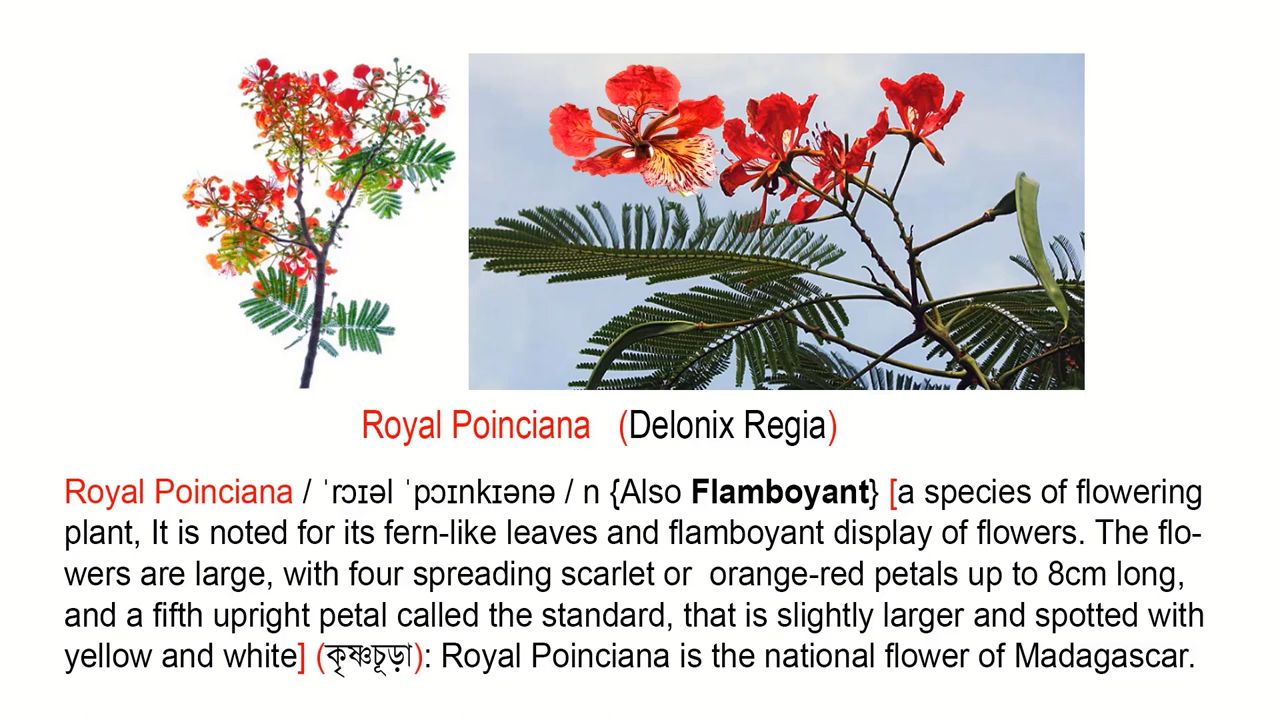 Royal Poinciana (Delonix Regia)
Royal Poinciana / ˈrɔɪəl ˈpɔɪnkɪənə / n {Also Flamboyant} [a species of flowering
plant, It is noted for its fern-like leaves and flamboyant display of flowers. The flo-
wers are large, with four spreading scarlet or orange-red petals up to 8cm long,
and a fifth upright petal called the standard, that is slightly larger and spotted with
yellow and white] (কৃষ্ণচূড়া): Royal Poinciana is the national flower of Madagascar.